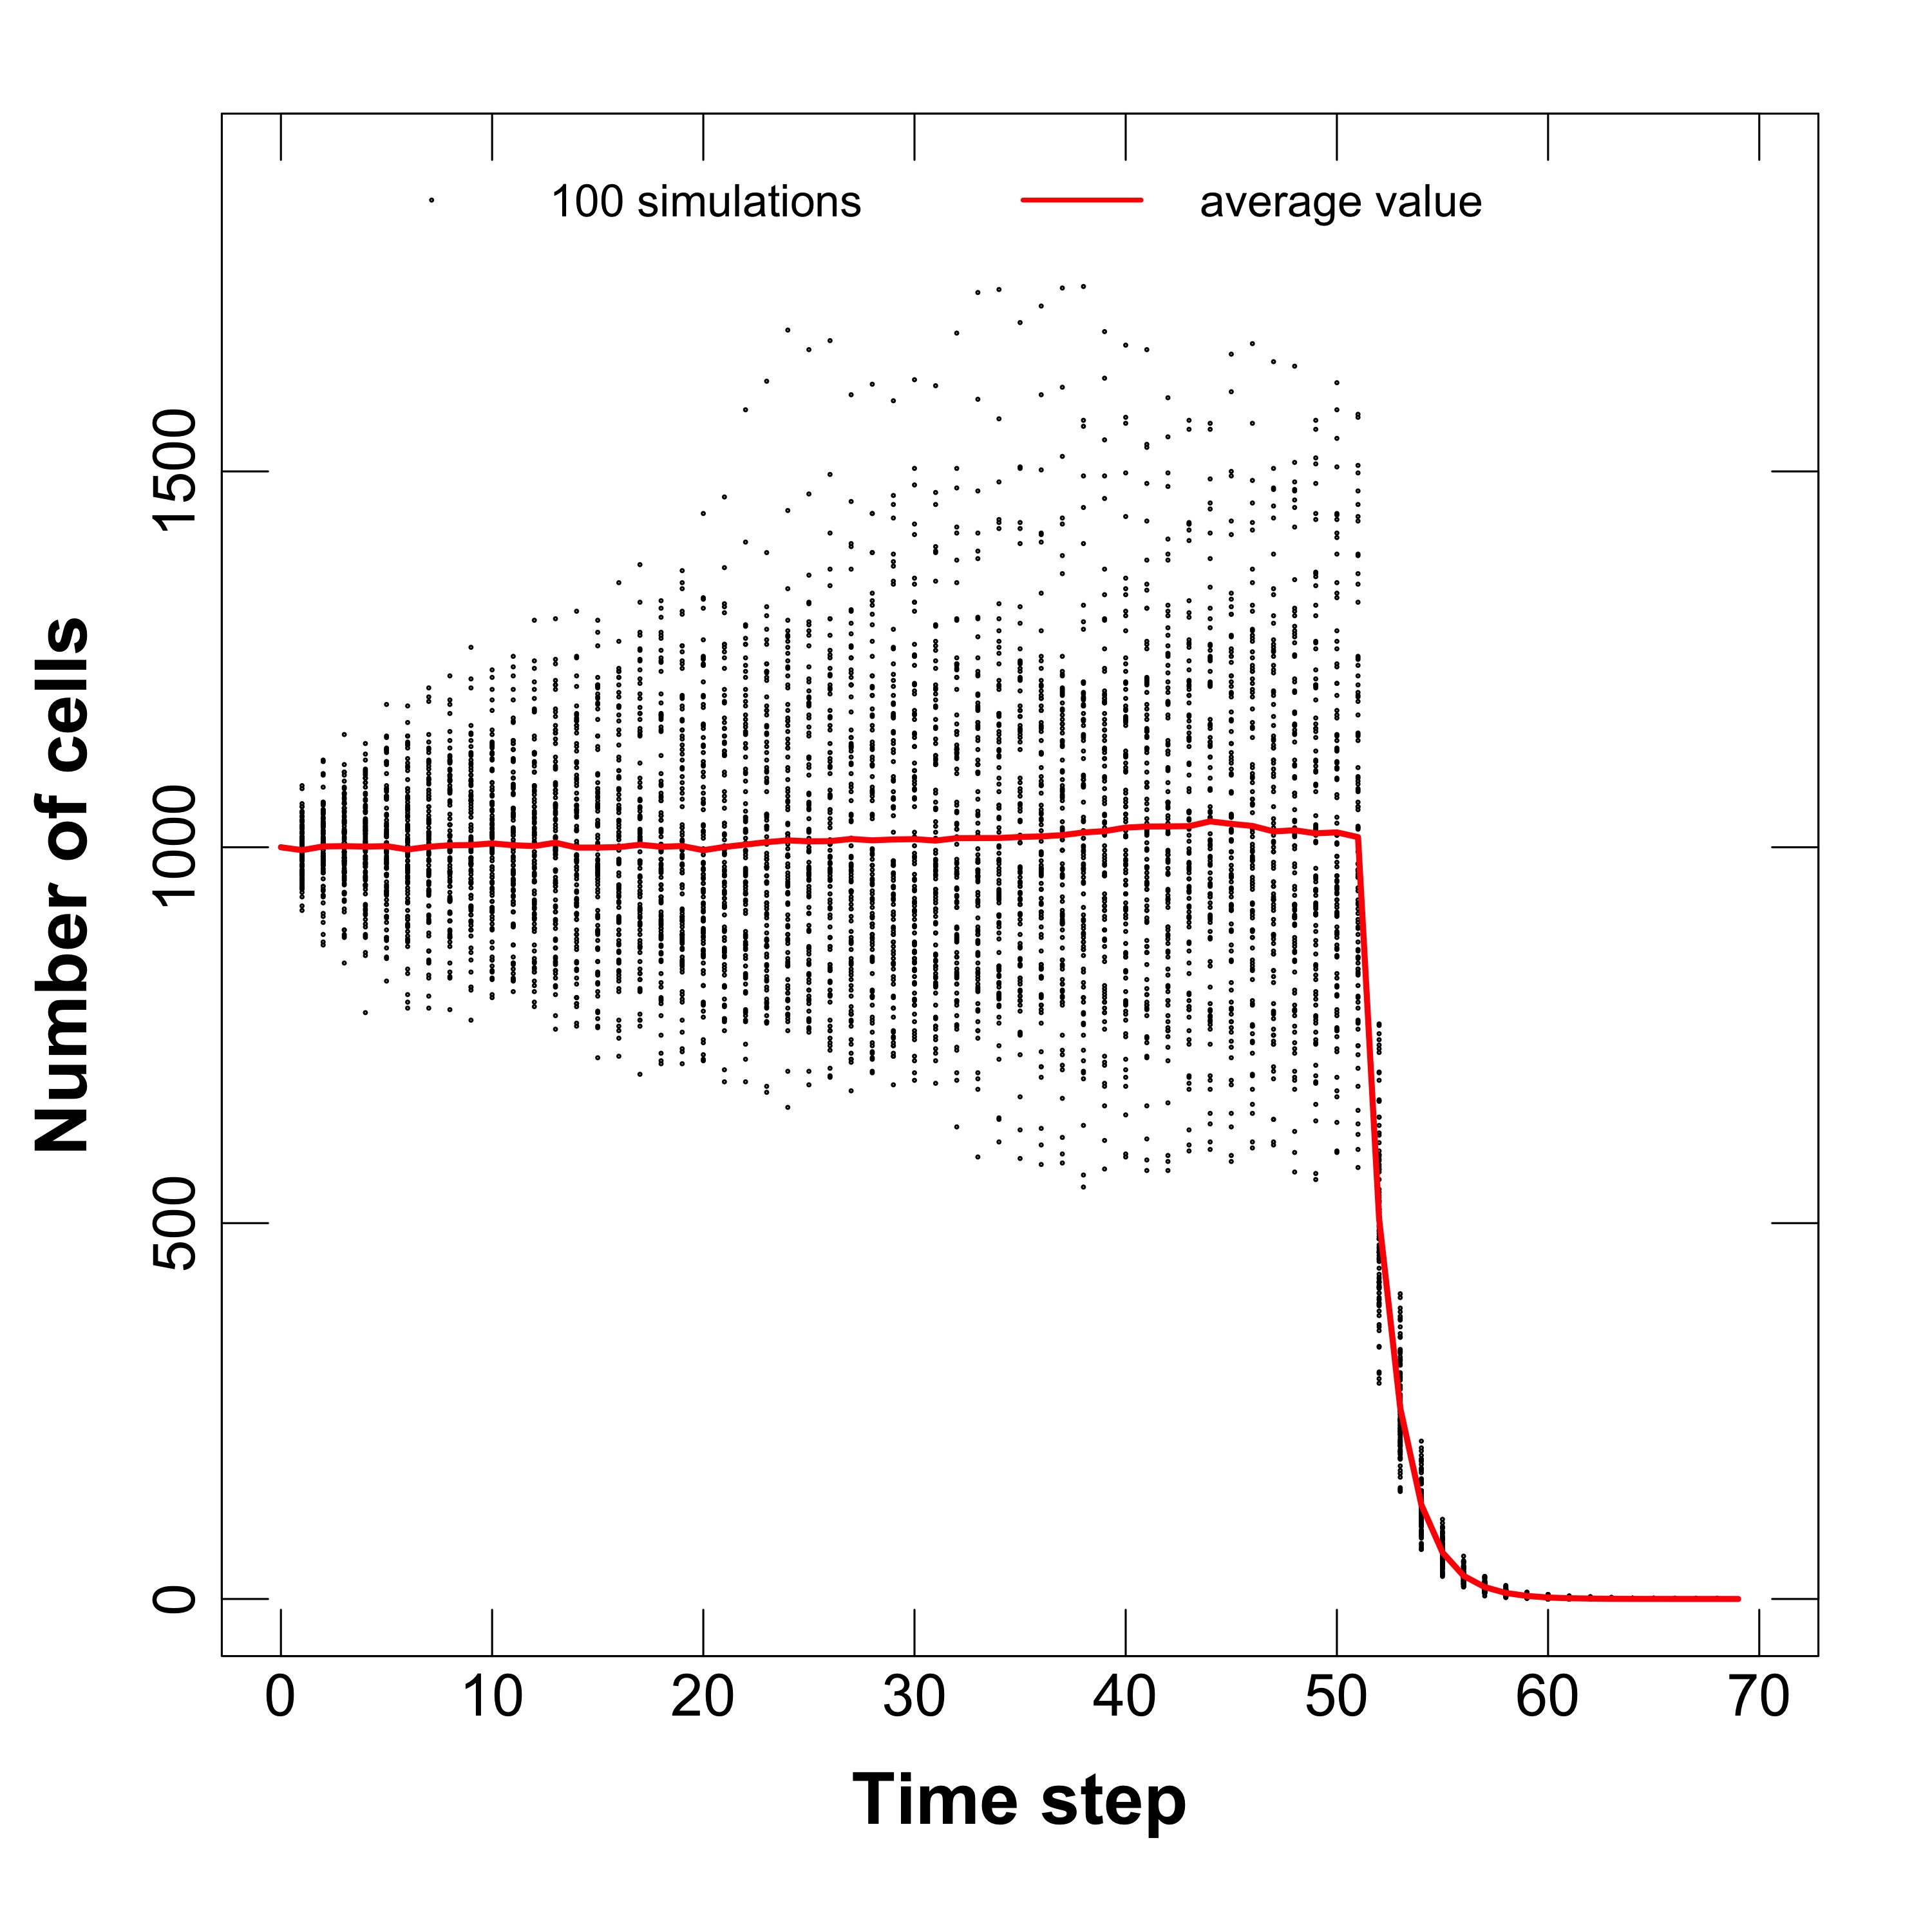 100 simulations
average value
Number of cells
1500
1000
500
0
0 10 20 30 40 50 60 70
Time step